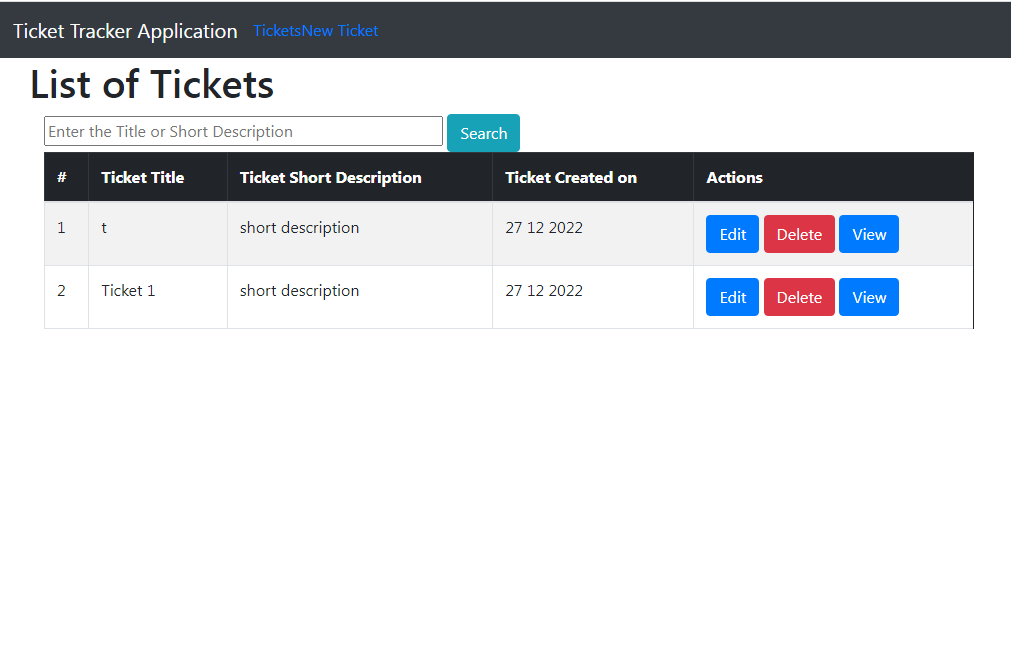 Ticket Tracker Application TicketsNew Ticket
List of Tickets
Enter the Title or Short Description Search
# Ticket Title Ticket Short Description Ticket Created on Actions
1 t short description 27 12 2022 Edit Delete View
2 Ticket 1 short description 27 12 2022 Edit Delete View